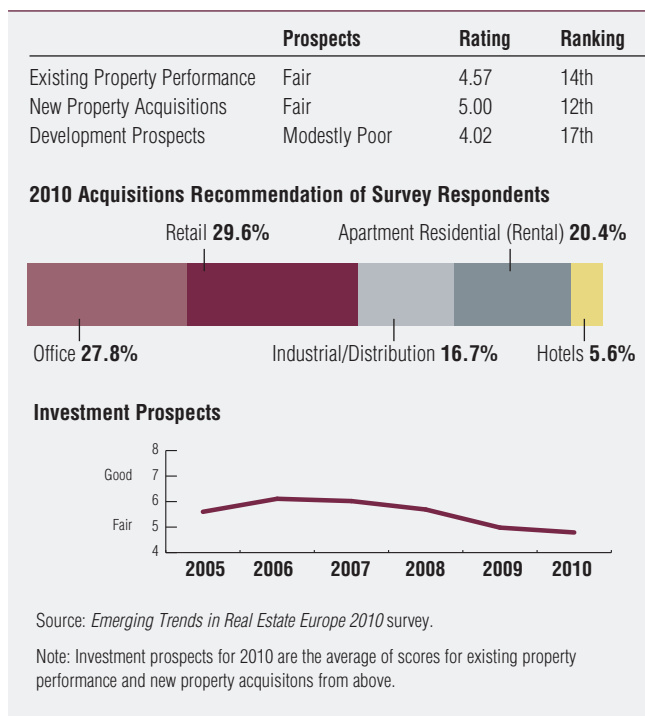 Prospects Rating Ranking
Existing Property Performance Fair 4.57 14th
New Property Acquisitions Fair 5.00 12th
Development Prospects Modestly Poor 4.02 17th
2010 Acquisitions Recommendation of Survey Respondents
Retail 29.6% Apartment Residential (Rental) 20.4%
Office 27.8% Industrial/Distribution 16.7% Hotels 5.6%
Investment Prospects
8
Good 7
6
Fair 5
4
2005 2006 2007 2008 2009 2010
Source: Emerging Trends in Real Estate Europe 2010 survey.
Note: Investment prospects for 2010 are the average of scores for existing property
performance and new property acquisitons from above.